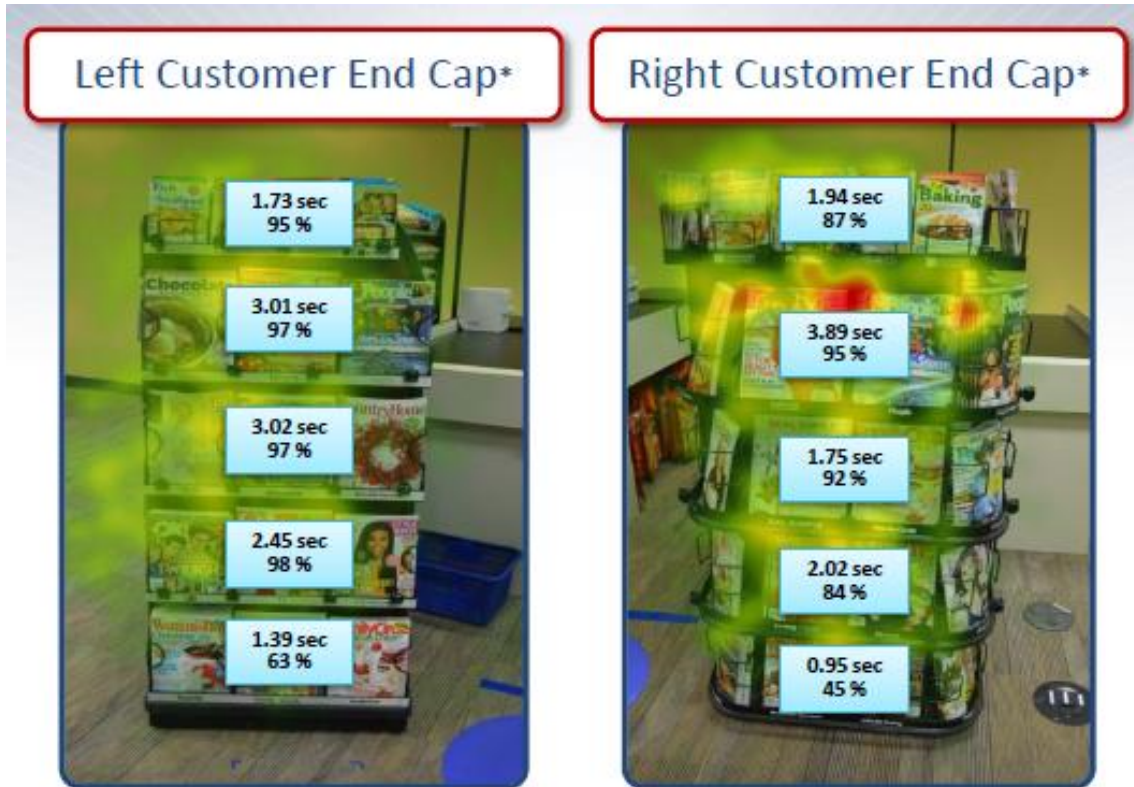 Left Customer End Cap*
Right Customer End Cap*
1.73 sec
95 %
Chocolate
3.01 sec
97 %
3.02 sec
97 %
2.45 sec
98 %
1.39 sec
63 %
Baking
1.94 sec
87 %
3.89 sec
95 %
1.75 sec
92 %
2.02 sec
84 %
0.95 sec
45 %